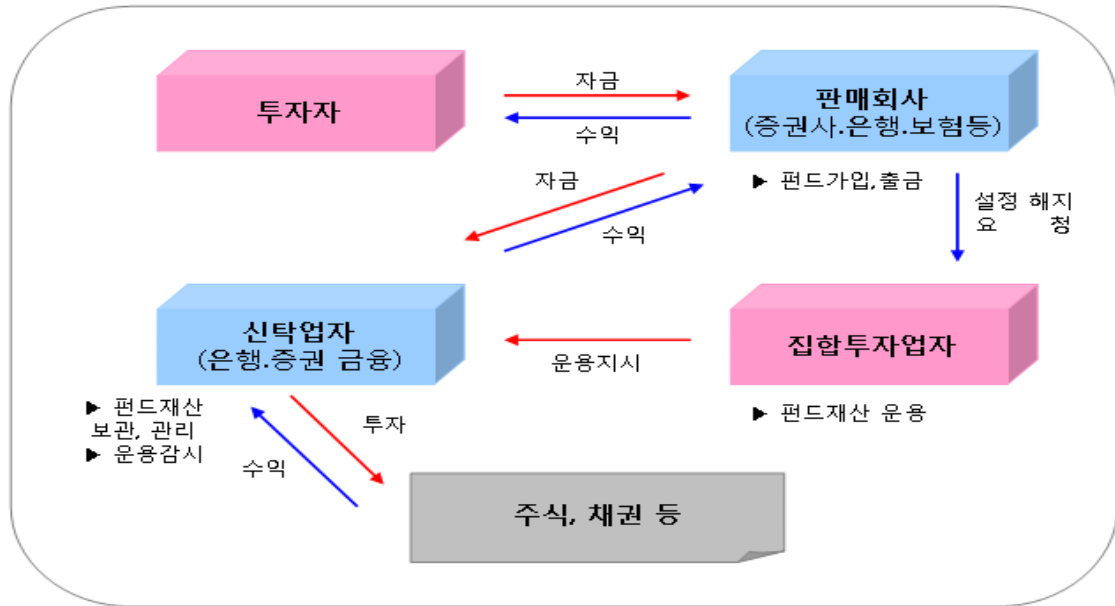 투자자
자금
수익
판매회사
(증권사.은행.보험등)
▶ 펀드가입,출금
자금
수익
설정 해지
요 청
신탁업자
(은행.증권 금융)
▶ 펀드재산
보관, 관리
▶ 운용감시
운용지시
집합투자업자
▶ 펀드재산 운용
투자
수익
주식, 채권 등